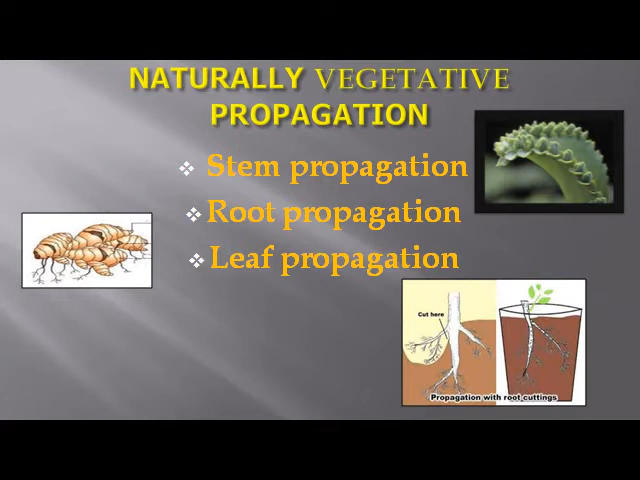 NATURALLY VEGETATIVE
PROPAGATION
❖ Stem propagation
❖ Root propagation
❖ Leaf propagation
Cut here
Propagation with root cuttings